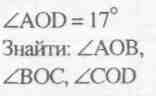 ∠AOD = 17°
Знайти: ∠AOB,
∠BOC, ∠COD